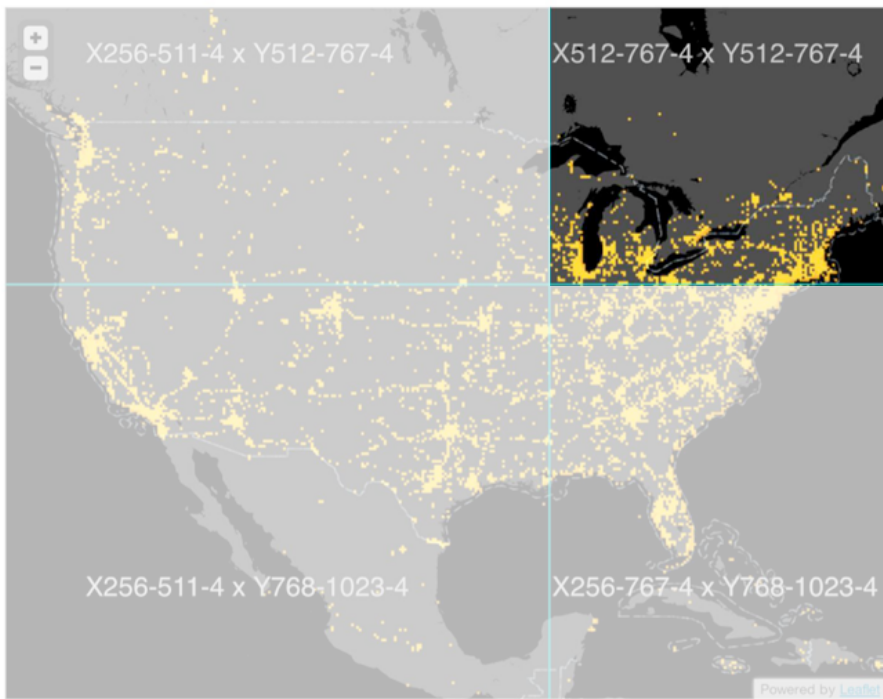 +
−
X256-511-4 x Y512-767-4
X512-767-4 x Y512-767-4
X256-511-4 x Y768-1023-4
X256-767-4 x Y768-1023-4
Powered by Leaflet